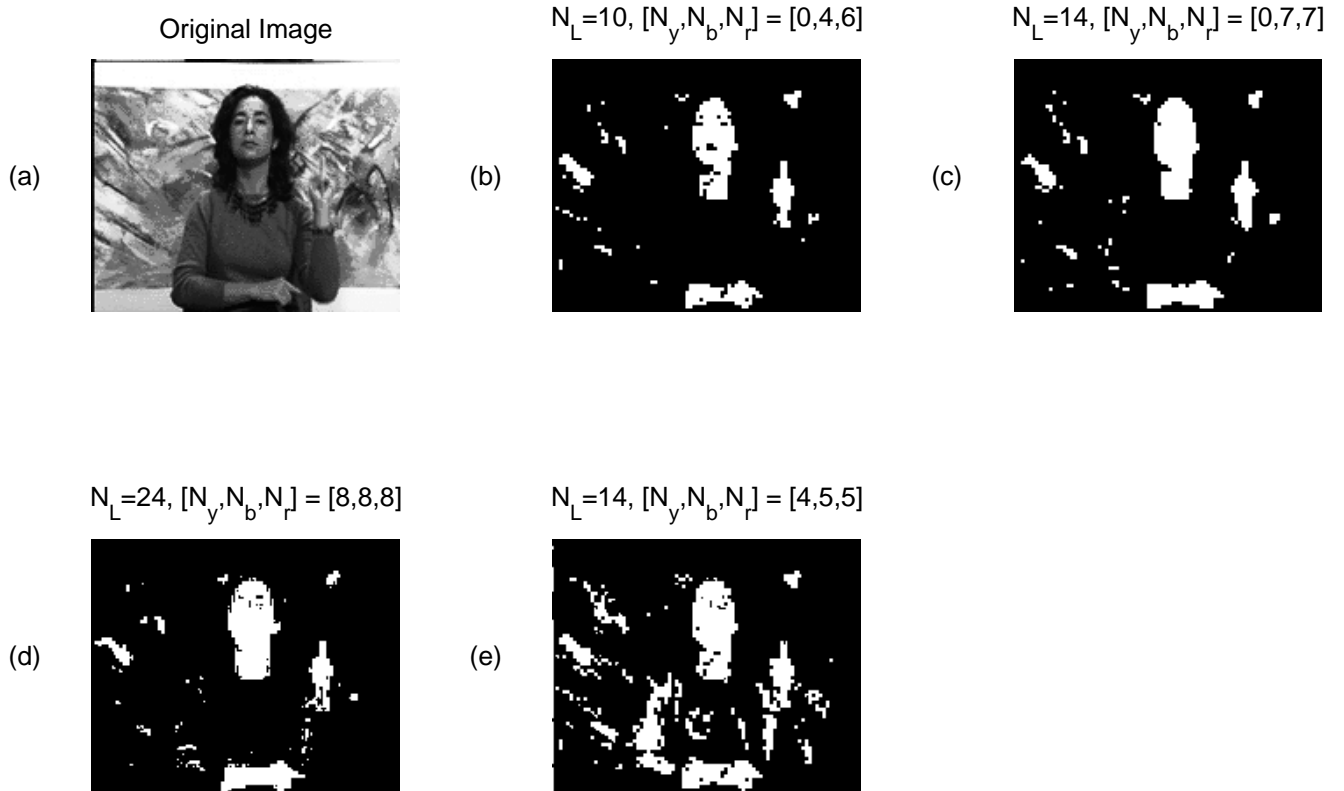 Original Image
N_L=10, [N_y,N_b,N_r] = [0,4,6]
N_L=14, [N_y,N_b,N_r] = [0,7,7]
(a)
(b)
(c)
N_L=24, [N_y,N_b,N_r] = [8,8,8]
N_L=14, [N_y,N_b,N_r] = [4,5,5]
(d)
(e)